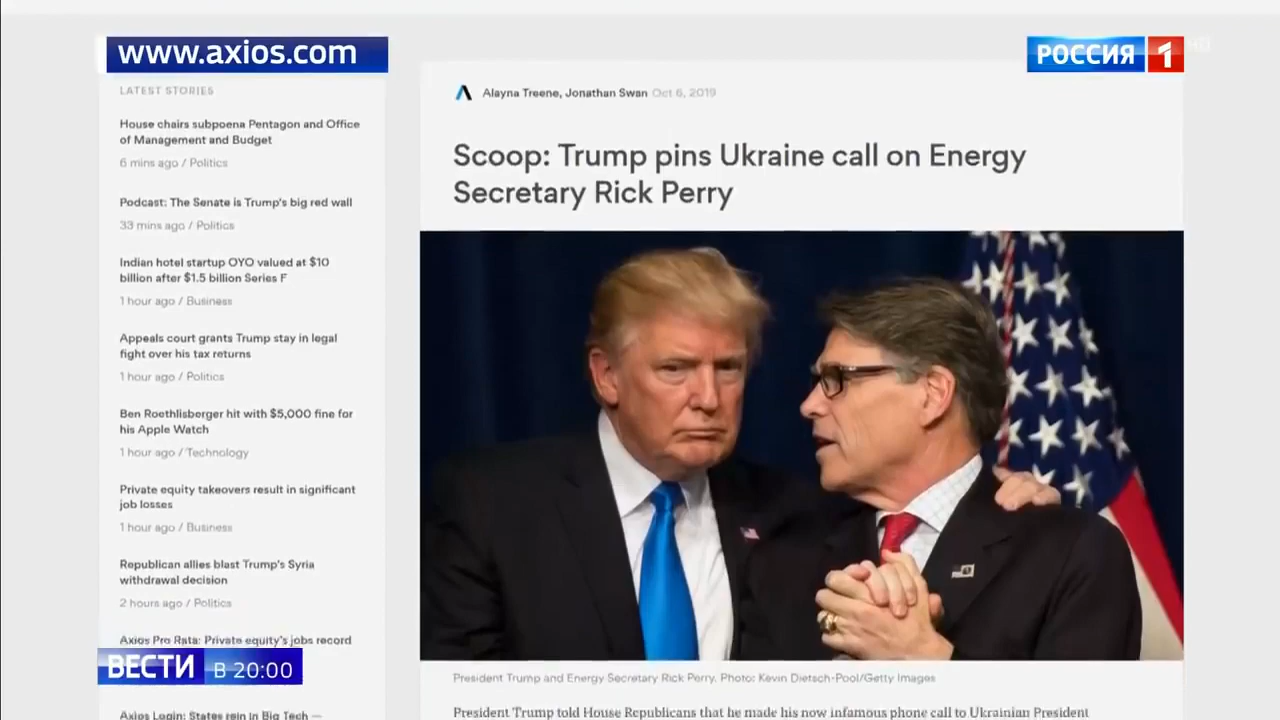 www.axios.com
РОССИЯ 1
HD
LATEST STORIES
House chairs subpoena Pentagon and Office
of Management and Budget
6 mins ago / Politics
Podcast: The Senate is Trump's big red wall
33 mins ago / Politics
Indian hotel startup OYO valued at $10
billion after $1.5 billion Series F
1 hour ago / Business
Appeals court grants Trump stay in legal
fight over his tax returns
1 hour ago / Politics
Ben Roethlisberger hit with $5,000 fine for
his Apple Watch
1 hour ago / Technology
Private equity takeovers result in significant
job losses
1 hour ago / Business
Republican allies blast Trump's Syria
withdrawal decision
2 hours ago / Politics
Axios Pro Rata: Private equity's jobs record
ВЕСТИ В 20:00
Axios Login: States rein in Big Tech —
Alayna Treene, Jonathan Swan Oct 6, 2019
Scoop: Trump pins Ukraine call on Energy
Secretary Rick Perry
President Trump and Energy Secretary Rick Perry. Photo: Kevin Dietsch-Pool/Getty Images
President Trump told House Republicans that he made his now infamous phone call to Ukrainian President